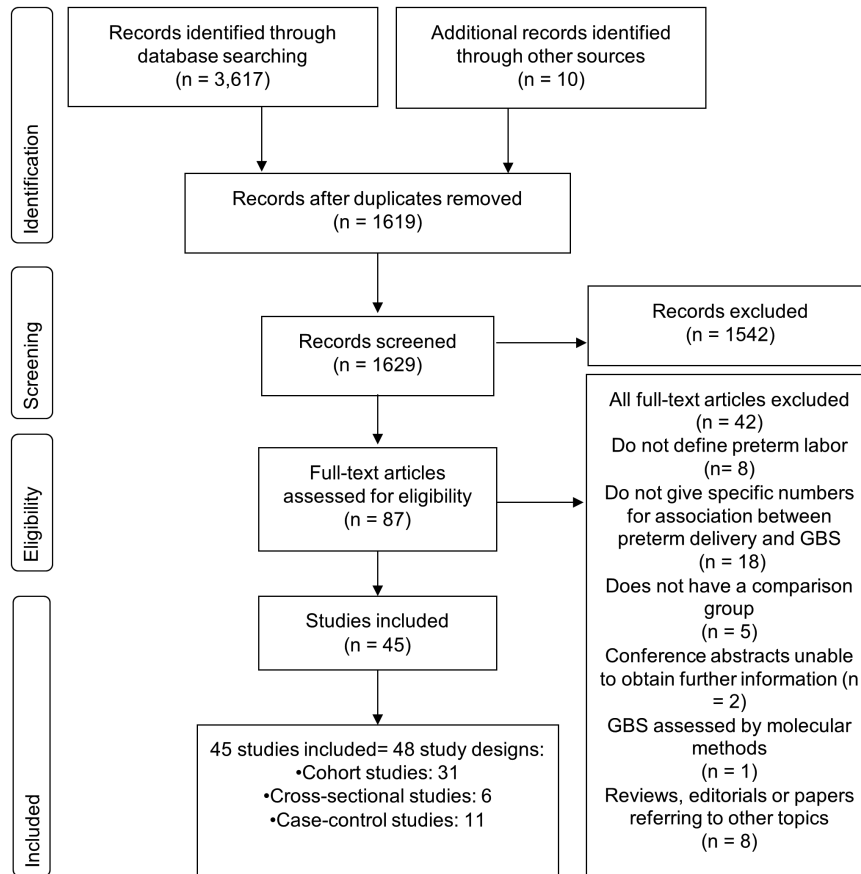 Identification
Records identified through
database searching
(n = 3,617)
Additional records identified
through other sources
(n = 10)
Records after duplicates removed
(n = 1619)
Screening
Records screened
(n = 1629)
Records excluded
(n = 1542)
Eligibility
Full-text articles
assessed for eligibility
(n = 87)
All full-text articles excluded
(n = 42)
Do not define preterm labor
(n= 8)
Do not give specific numbers
for association between
preterm delivery and GBS
(n = 18)
Does not have a comparison
group
(n = 5)
Conference abstracts unable
to obtain further information (n
= 2)
GBS assessed by molecular
methods
(n = 1)
Reviews, editorials or papers
referring to other topics
(n = 8)
Included
Studies included
(n = 45)
45 studies included= 48 study designs:
•Cohort studies: 31
•Cross-sectional studies: 6
•Case-control studies: 11